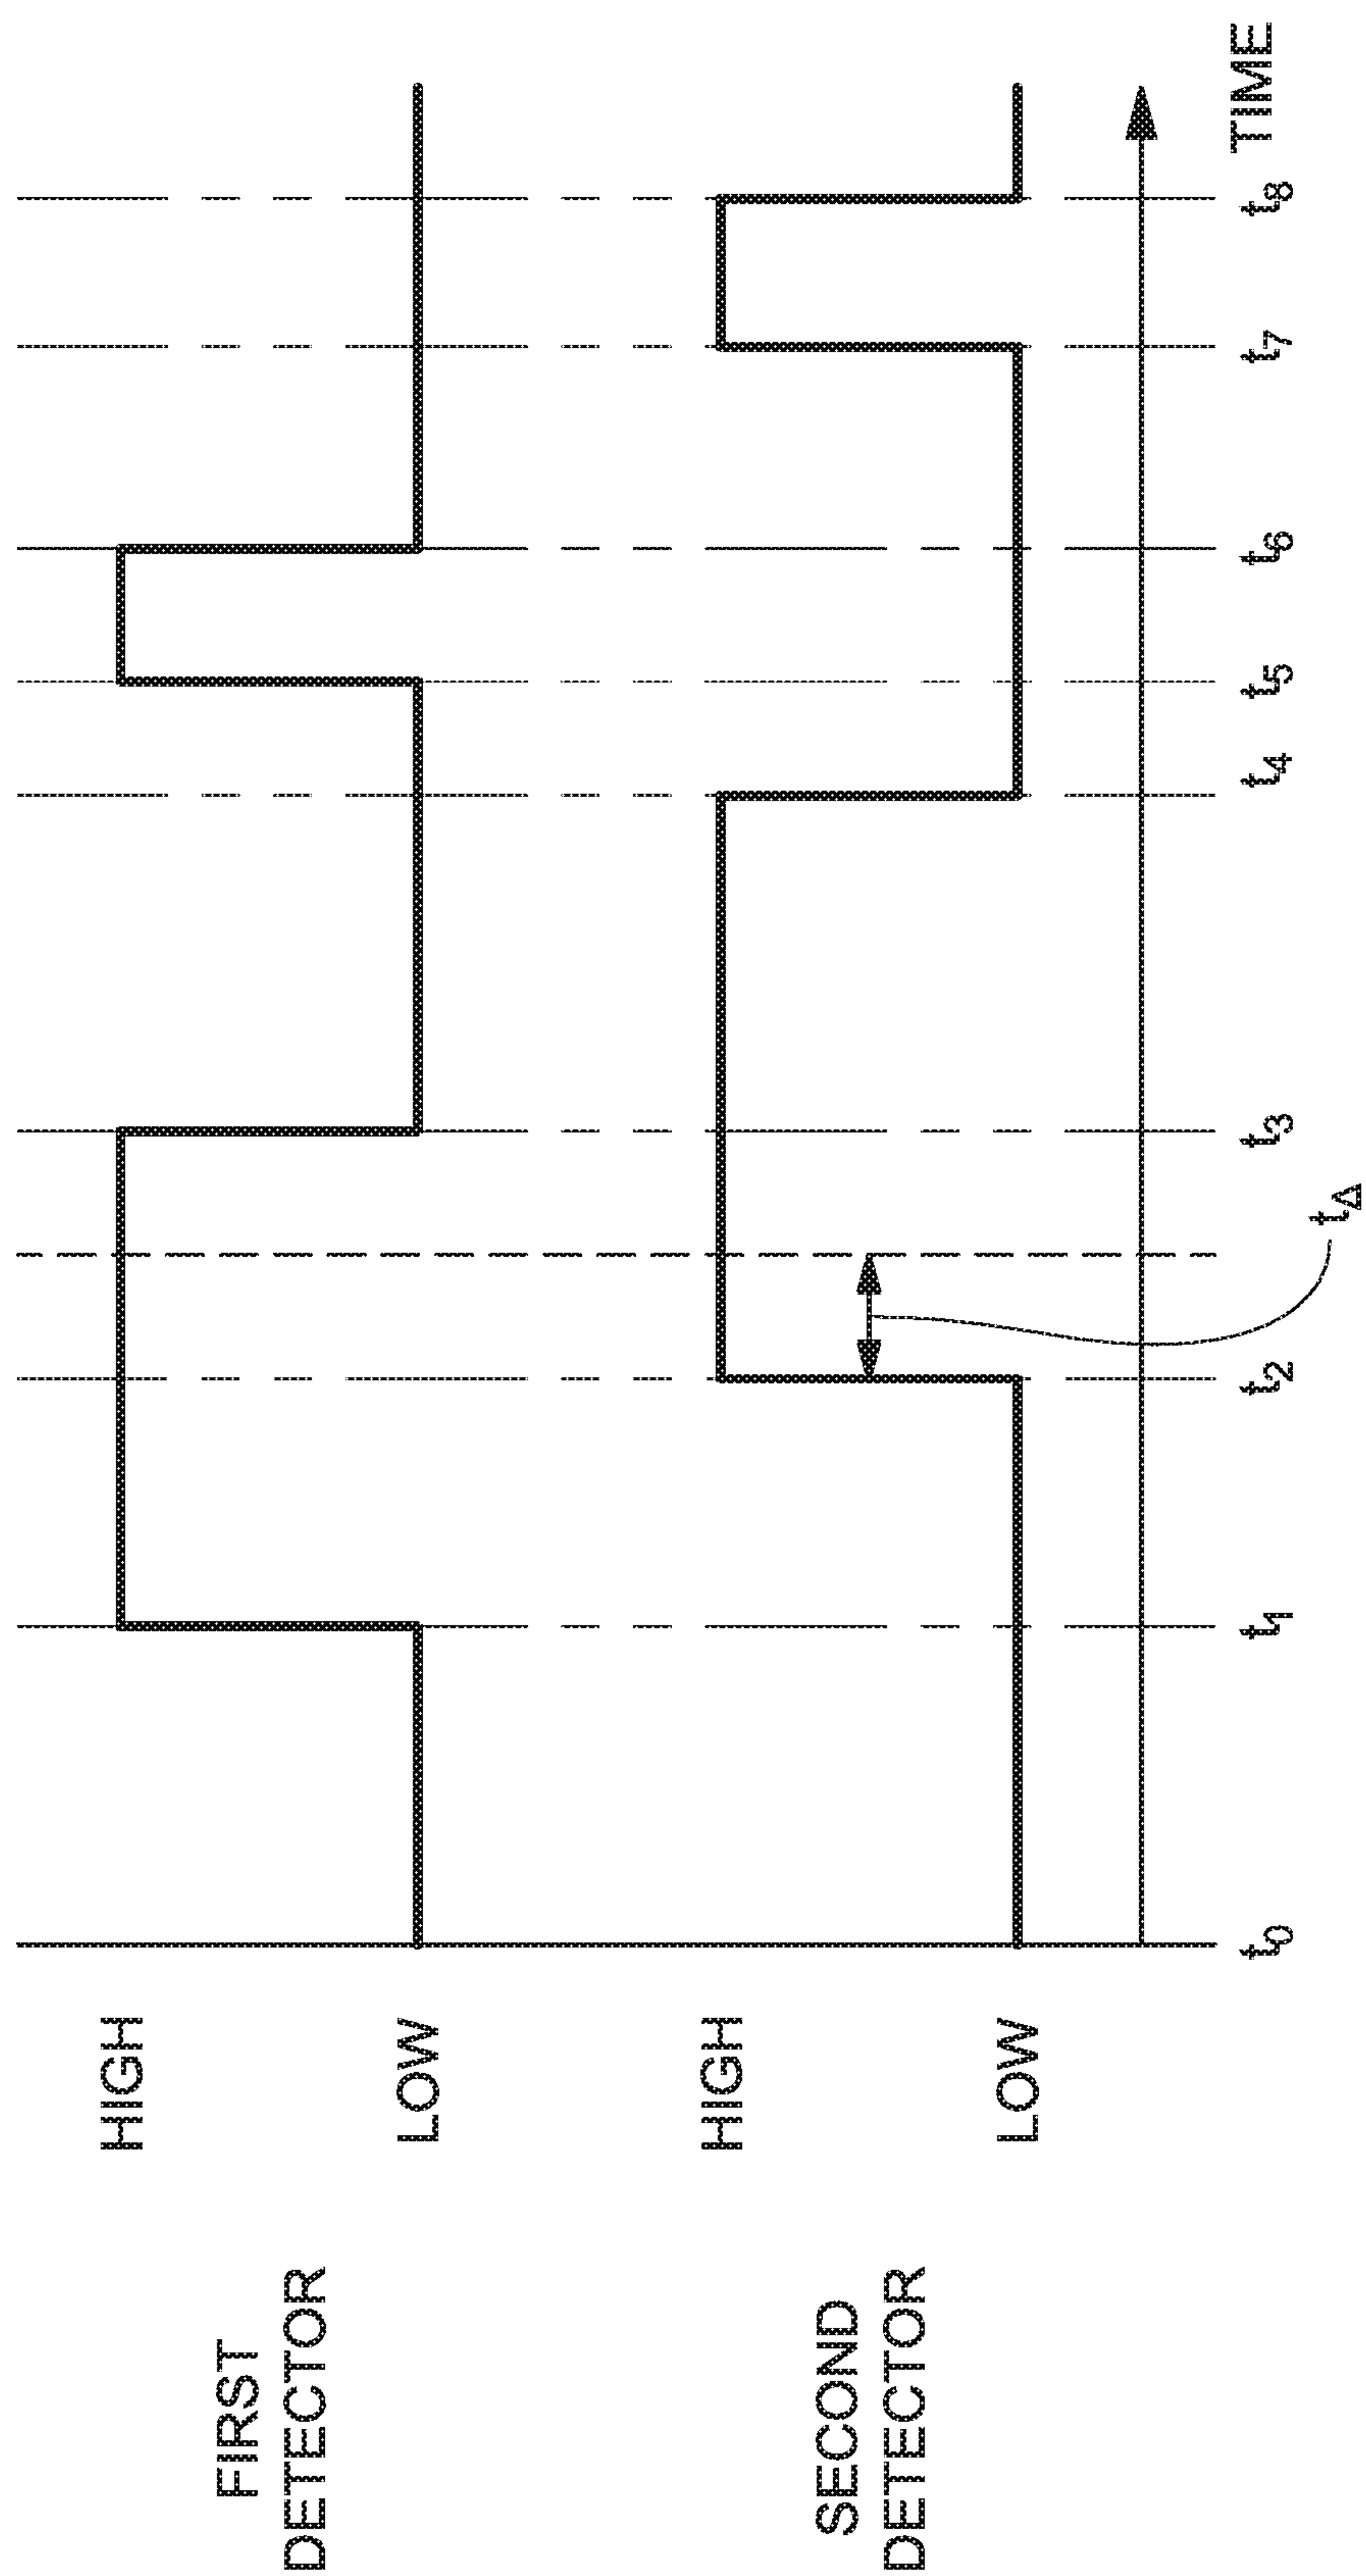 FIRST
DETECTOR
HIGH
LOW
SECOND
DETECTOR
HIGH
LOW
t0 t1 t2 t3 t4 t5 t6 t7 t8
tΔ
TIME